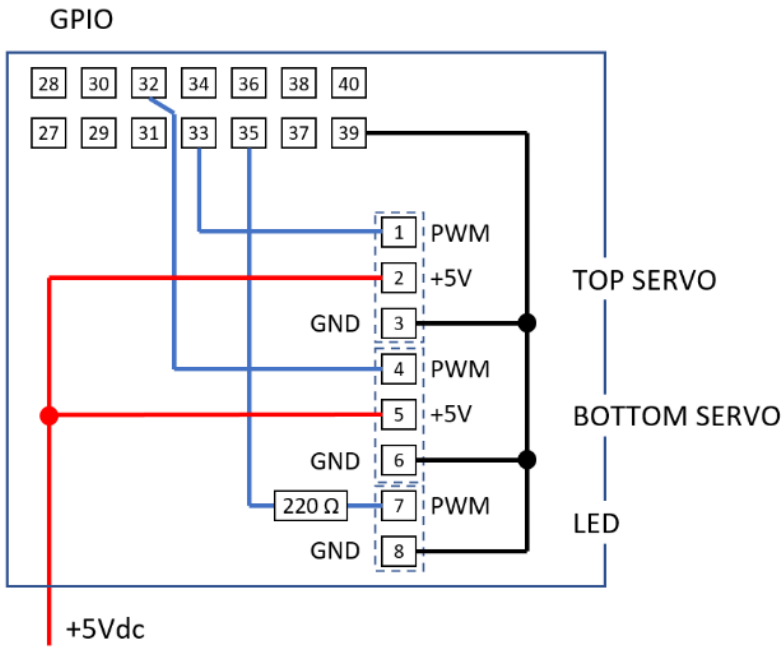 GPIO
28 30 32 34 36 38 40
27 29 31 33 35 37 39
1 PWM
2 +5V
TOP SERVO
GND 3
4 PWM
5 +5V
BOTTOM SERVO
GND 6
220 Ω 7 PWM
LED
GND 8
+5Vdc